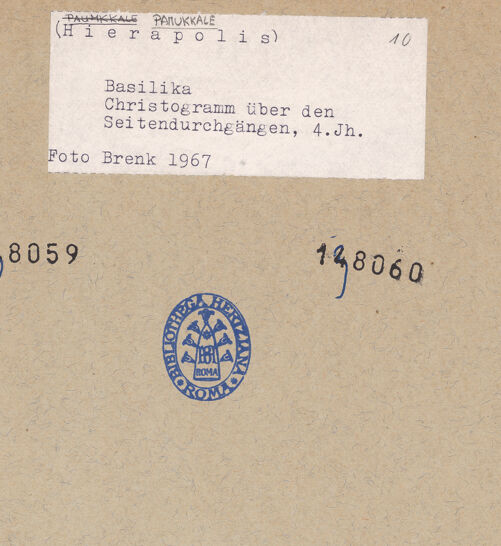 PAUMKKALE PAMUKKALE
(Hierapolis) 10
Basilika
Christogramm über den
Seitendurchgängen, 4.Jh.
Foto Brenk 1967
8059
8060
BIBLIOTHECA HERTZIANA
ROMA
ROMA